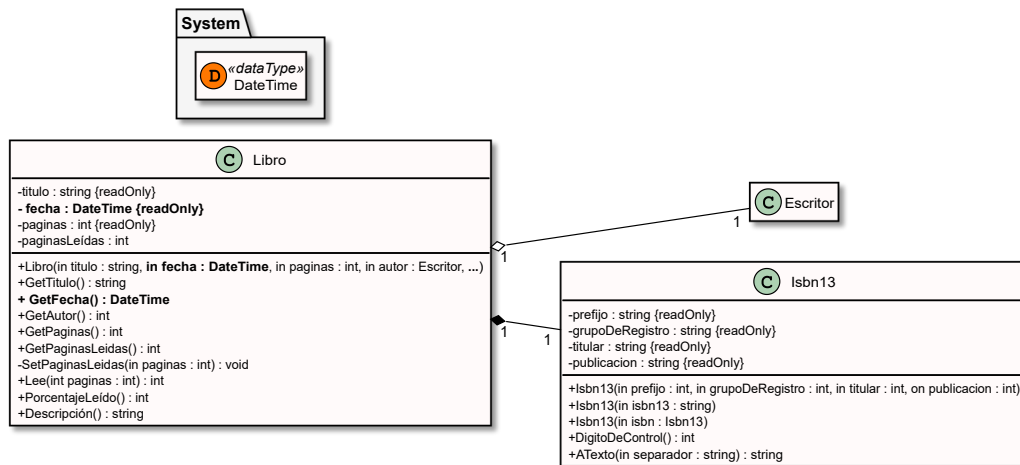 System
D
«dataType»
DateTime
C Libro
-titulo : string {readOnly}
- fecha : DateTime {readOnly}
-paginas : int {readOnly}
-paginasLeídas : int
+Libro(in titulo : string, in fecha : DateTime, in paginas : int, in autor : Escritor, ...)
+GetTitulo() : string
+ GetFecha() : DateTime
+GetAutor() : int
+GetPaginas() : int
+GetPaginasLeidas() : int
-SetPaginasLeidas(in paginas : int) : void
+Lee(int paginas : int) : int
+PorcentajeLeído() : int
+Descripción() : string
C Escritor
1
1
1
1
C Isbn13
-prefijo : string {readOnly}
-grupoDeRegistro : string {readOnly}
-titular : string {readOnly}
-publicacion : string {readOnly}
+Isbn13(in prefijo : int, in grupoDeRegistro : int, in titular : int, on publicacion : int)
+Isbn13(in isbn13 : string)
+Isbn13(in isbn : Isbn13)
+DigitoDeControl() : int
+ATexto(in separador : string) : string